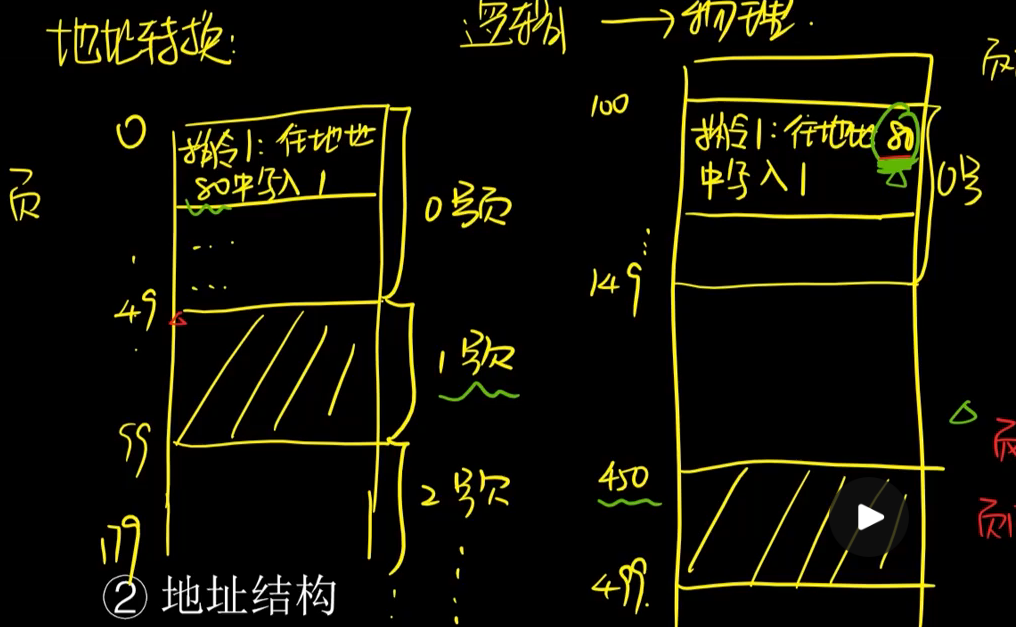 地址转换: 逻辑 → 物理.
页
0
指令1: 往地址
80中写入1
...
...
49
99
179
0号页
1号页
2号页
100
指令1: 往地址80
中写入1
149
0号
450
499.
页
页
② 地址结构